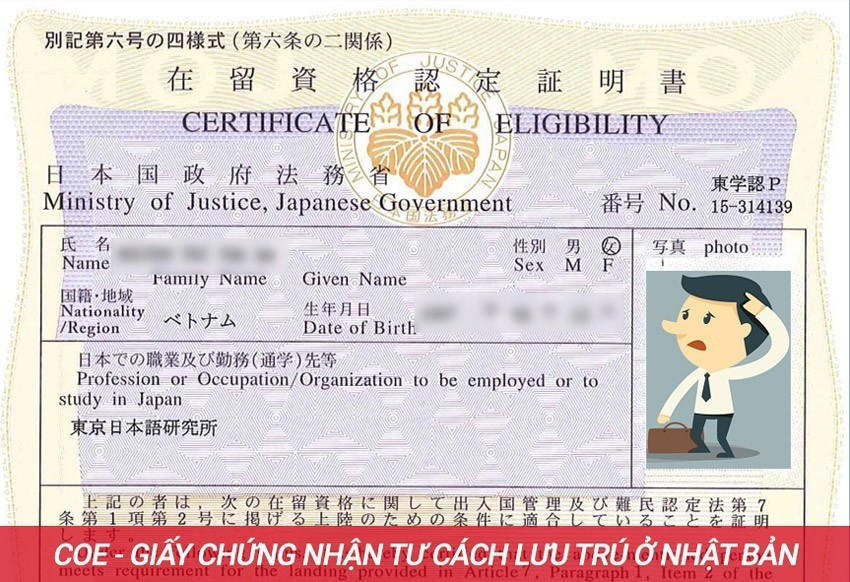 別記第六号の四様式(第六条の二関係)
在留資格認定証明書
CERTIFICATE OF ELIGIBILITY
MINISTRY OF JUSTICE JAPAN
日本国法務
日本国政府法務省
Ministry of Justice, Japanese Government
番号 No. 東学認P
15-314139
氏 名
Name
Family Name Given Name
性別 男 女
Sex M F
写真 photo
国籍・地域
Nationality
/Region
ベトナム
生年月日
Date of Birth
日本での職業及び勤務(通学)先等
Profession or Occupation/Organization to be employed or to
study in Japan
東京日本語研究所
上記の者は、次の在留資格に関して出入国管理及び難民認定法第7
条第1項第2号に掲げる上陸のための条件に適合していることを証明
します。
COE - GIẤY CHỨNG NHẬN TƯ CÁCH LƯU TRÚ Ở NHẬT BẢN
meets requirement for the landing provided in Article 7, Paragraph 1, Item 2 of the